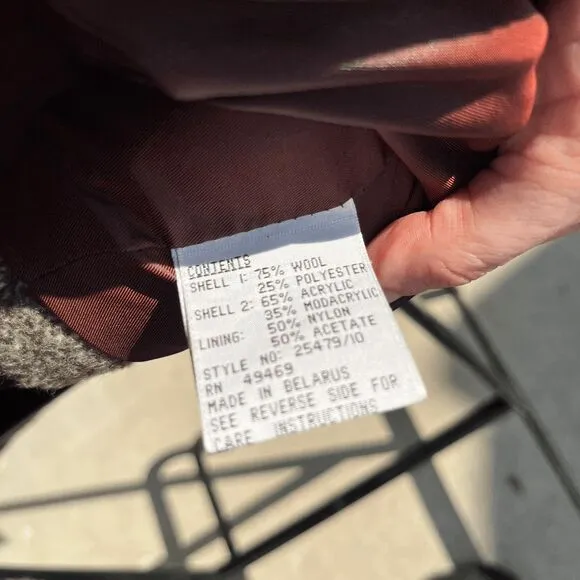 CONTENTS
SHELL 1: 75% WOOL
25% POLYESTER
SHELL 2: 65% ACRYLIC
35% MODACRYLIC
LINING: 50% NYLON
50% ACETATE
STYLE NO: 25479/10
RN 49469
MADE IN BELARUS
SEE REVERSE SIDE FOR
CARE INSTRUCTIONS